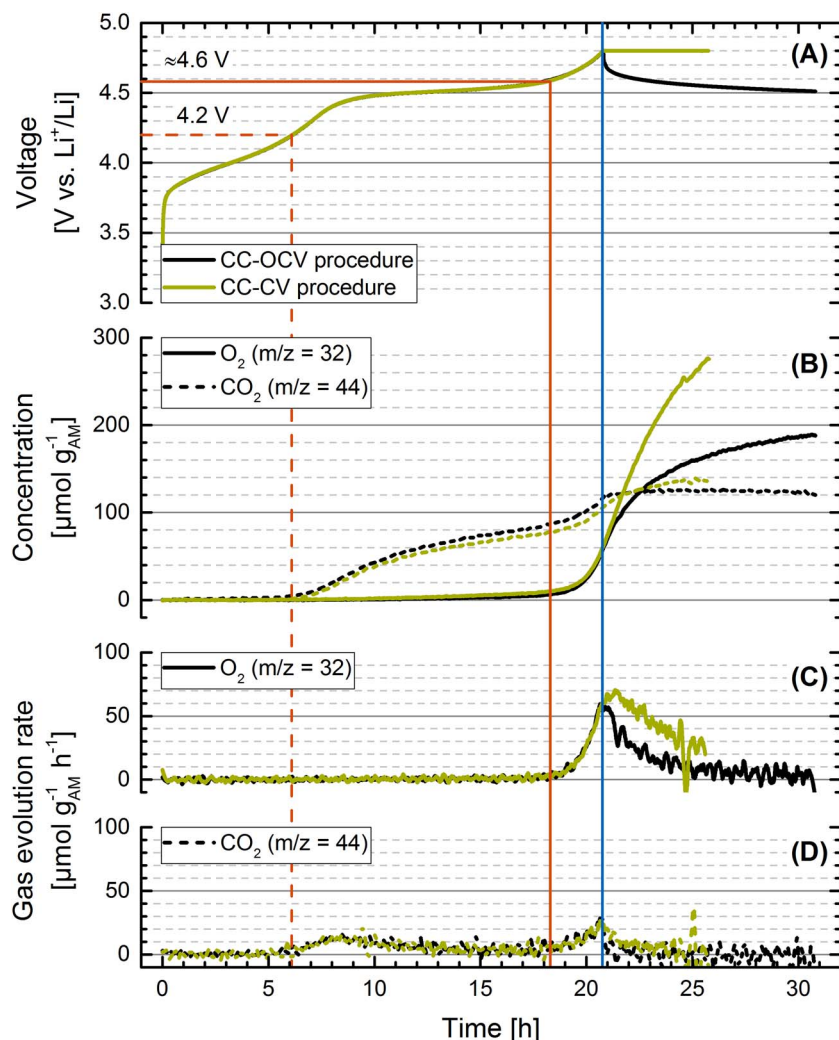 (A)
5.0
4.5
4.0
3.5
3.0
Voltage
[V vs. Li⁺/Li]
≈4.6 V
4.2 V
CC-OCV procedure
CC-CV procedure
(B)
300
200
100
0
Concentration
[µmol g⁻¹AM]
O₂ (m/z = 32)
CO₂ (m/z = 44)
(C)
100
50
0
Gas evolution rate
[µmol g⁻¹AM h⁻¹]
O₂ (m/z = 32)
(D)
100
50
0
CO₂ (m/z = 44)
0 5 10 15 20 25 30
Time [h]